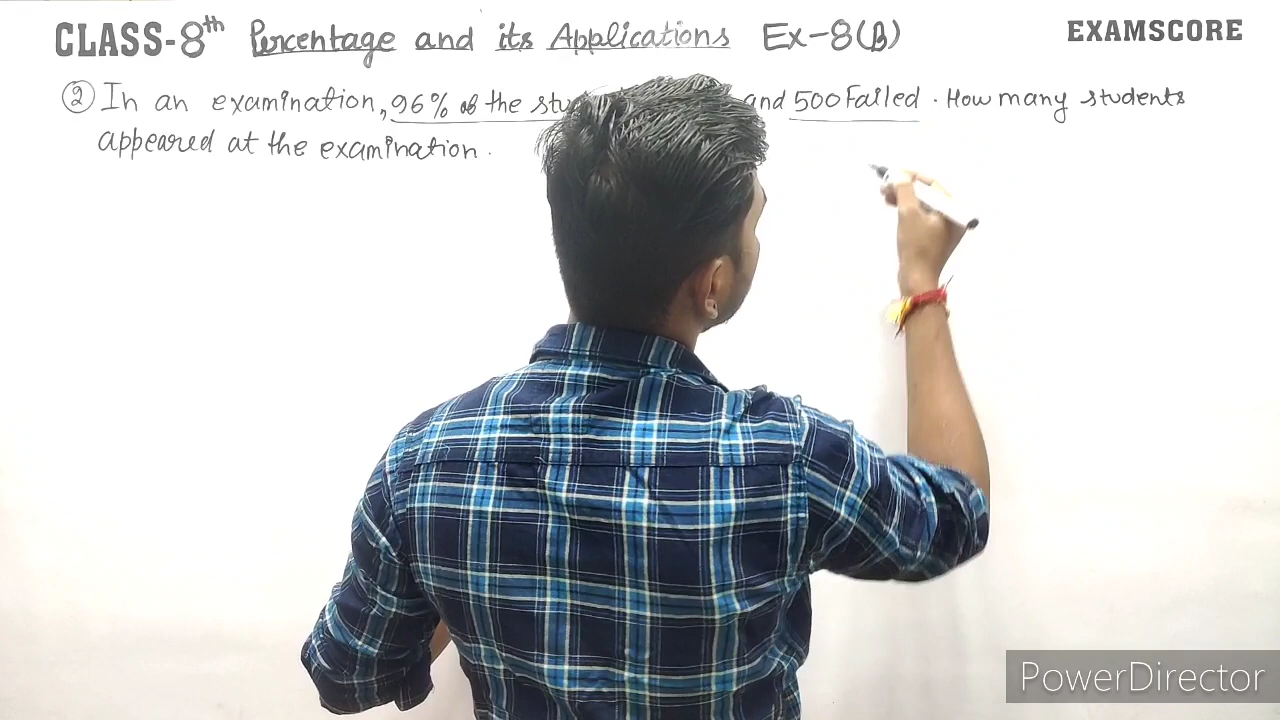 CLASS-8th Percentage and its Applications Ex-8(B)
EXAMSCORE
② In an examination, 96% of the stu and 500 Failed. How many students
appeared at the examination.
PowerDirector